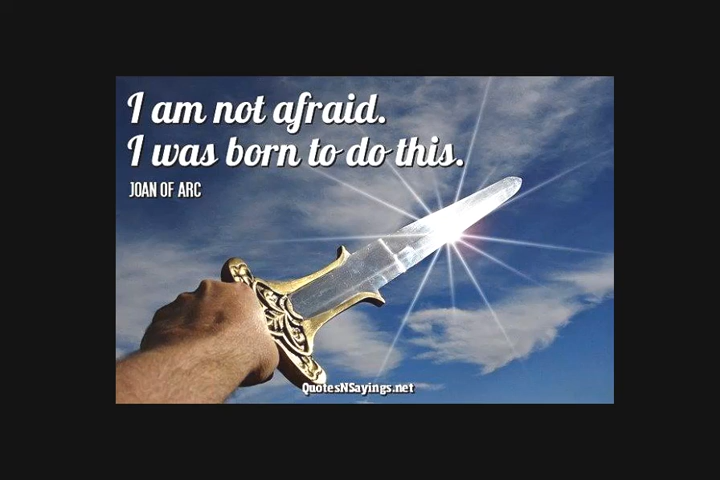 I am not afraid.
I was born to do this.
JOAN OF ARC
QuotesNSayings.net